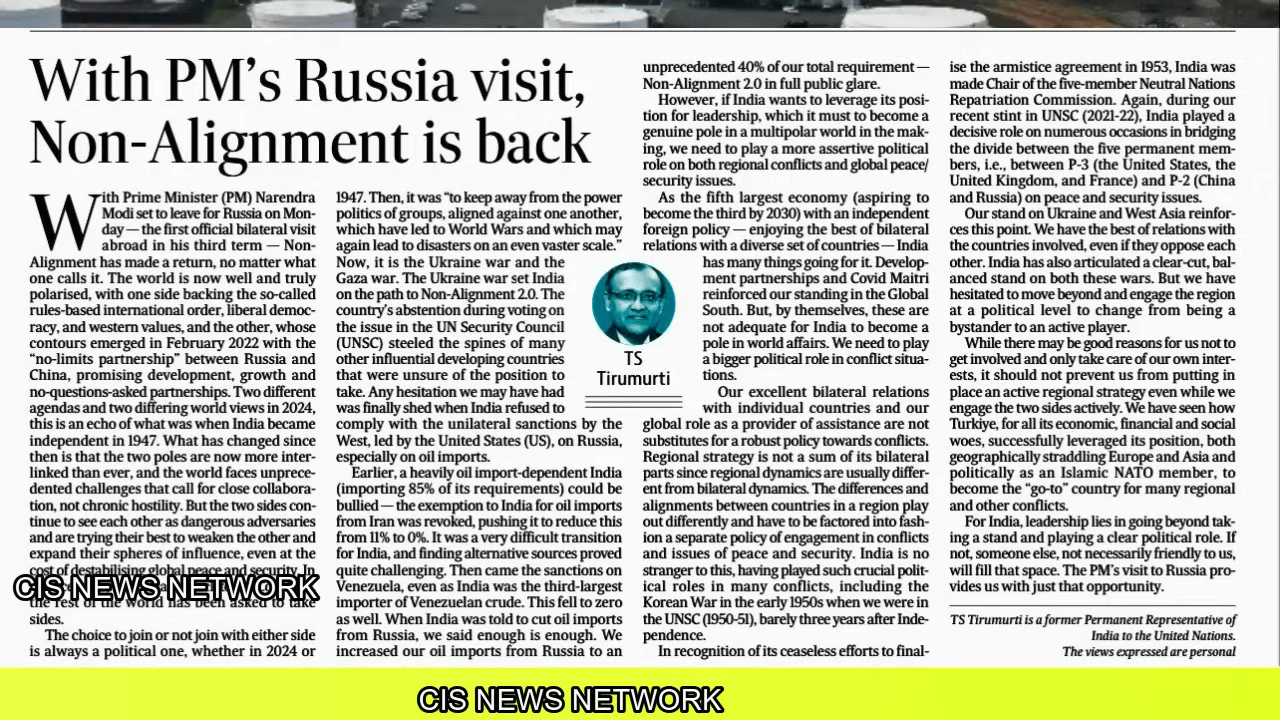 With PM’s Russia visit,
Non-Alignment is back
With Prime Minister (PM) Narendra
Modi set to leave for Russia on Mon-
day — the first official bilateral visit
abroad in his third term — Non-
Alignment has made a return, no matter what
one calls it. The world is now well and truly
polarised, with one side backing the so-called
rules-based international order, liberal democ-
racy, and western values, and the other, whose
contours emerged in February 2022 with the
“no-limits partnership” between Russia and
China, promising development, growth and
no-questions-asked partnerships. Two different
agendas and two differing world views in 2024,
this is an echo of what was when India became
independent in 1947. What has changed since
then is that the two poles are now more inter-
linked than ever, and the world faces unprece-
dented challenges that call for close collabora-
tion, not chronic hostility. But the two sides con-
tinue to see each other as dangerous adversaries
and are trying their best to weaken the other and
expand their spheres of influence, even at the
cost of destabilising global peace and security. In
CIS NEWS NETWORK
the rest of the world has been asked to take
sides.
The choice to join or not join with either side
is always a political one, whether in 2024 or
1947. Then, it was “to keep away from the power
politics of groups, aligned against one another,
which have led to World Wars and which may
again lead to disasters on an even vaster scale.”
Now, it is the Ukraine war and the
Gaza war. The Ukraine war set India
on the path to Non-Alignment 2.0. The
country’s abstention during voting on
the issue in the UN Security Council
(UNSC) steeled the spines of many
other influential developing countries
that were unsure of the position to
take. Any hesitation we may have had
was finally shed when India refused to
comply with the unilateral sanctions by the
West, led by the United States (US), on Russia,
especially on oil imports.
Earlier, a heavily oil import-dependent India
(importing 85% of its requirements) could be
bullied — the exemption to India for oil imports
from Iran was revoked, pushing it to reduce this
from 11% to 0%. It was a very difficult transition
for India, and finding alternative sources proved
quite challenging. Then came the sanctions on
Venezuela, even as India was the third-largest
importer of Venezuelan crude. This fell to zero
as well. When India was told to cut oil imports
from Russia, we said enough is enough. We
increased our oil imports from Russia to an
TS
Tirumurti
unprecedented 40% of our total requirement —
Non-Alignment 2.0 in full public glare.
However, if India wants to leverage its posi-
tion for leadership, which it must to become a
genuine pole in a multipolar world in the mak-
ing, we need to play a more assertive political
role on both regional conflicts and global peace/
security issues.
As the fifth largest economy (aspiring to
become the third by 2030) with an independent
foreign policy — enjoying the best of bilateral
relations with a diverse set of countries — India
has many things going for it. Develop-
ment partnerships and Covid Maitri
reinforced our standing in the Global
South. But, by themselves, these are
not adequate for India to become a
pole in world affairs. We need to play
a bigger political role in conflict situa-
tions.
Our excellent bilateral relations
with individual countries and our
global role as a provider of assistance are not
substitutes for a robust policy towards conflicts.
Regional strategy is not a sum of its bilateral
parts since regional dynamics are usually differ-
ent from bilateral dynamics. The differences and
alignments between countries in a region play
out differently and have to be factored into fash-
ion a separate policy of engagement in conflicts
and issues of peace and security. India is no
stranger to this, having played such crucial polit-
ical roles in many conflicts, including the
Korean War in the early 1950s when we were in
the UNSC (1950-51), barely three years after Inde-
pendence.
In recognition of its ceaseless efforts to final-
ise the armistice agreement in 1953, India was
made Chair of the five-member Neutral Nations
Repatriation Commission. Again, during our
recent stint in UNSC (2021-22), India played a
decisive role on numerous occasions in bridging
the divide between the five permanent mem-
bers, i.e., between P-3 (the United States, the
United Kingdom, and France) and P-2 (China
and Russia) on peace and security issues.
Our stand on Ukraine and West Asia reinfor-
ces this point. We have the best of relations with
the countries involved, even if they oppose each
other. India has also articulated a clear-cut, bal-
anced stand on both these wars. But we have
hesitated to move beyond and engage the region
at a political level to change from being a
bystander to an active player.
While there may be good reasons for us not to
get involved and only take care of our own inter-
ests, it should not prevent us from putting in
place an active regional strategy even while we
engage the two sides actively. We have seen how
Turkiye, for all its economic, financial and social
woes, successfully leveraged its position, both
geographically straddling Europe and Asia and
politically as an Islamic NATO member, to
become the “go-to” country for many regional
and other conflicts.
For India, leadership lies in going beyond tak-
ing a stand and playing a clear political role. If
not, someone else, not necessarily friendly to us,
will fill that space. The PM’s visit to Russia pro-
vides us with just that opportunity.
TS Tirumurti is a former Permanent Representative of
India to the United Nations.
The views expressed are personal
CIS NEWS NETWORK